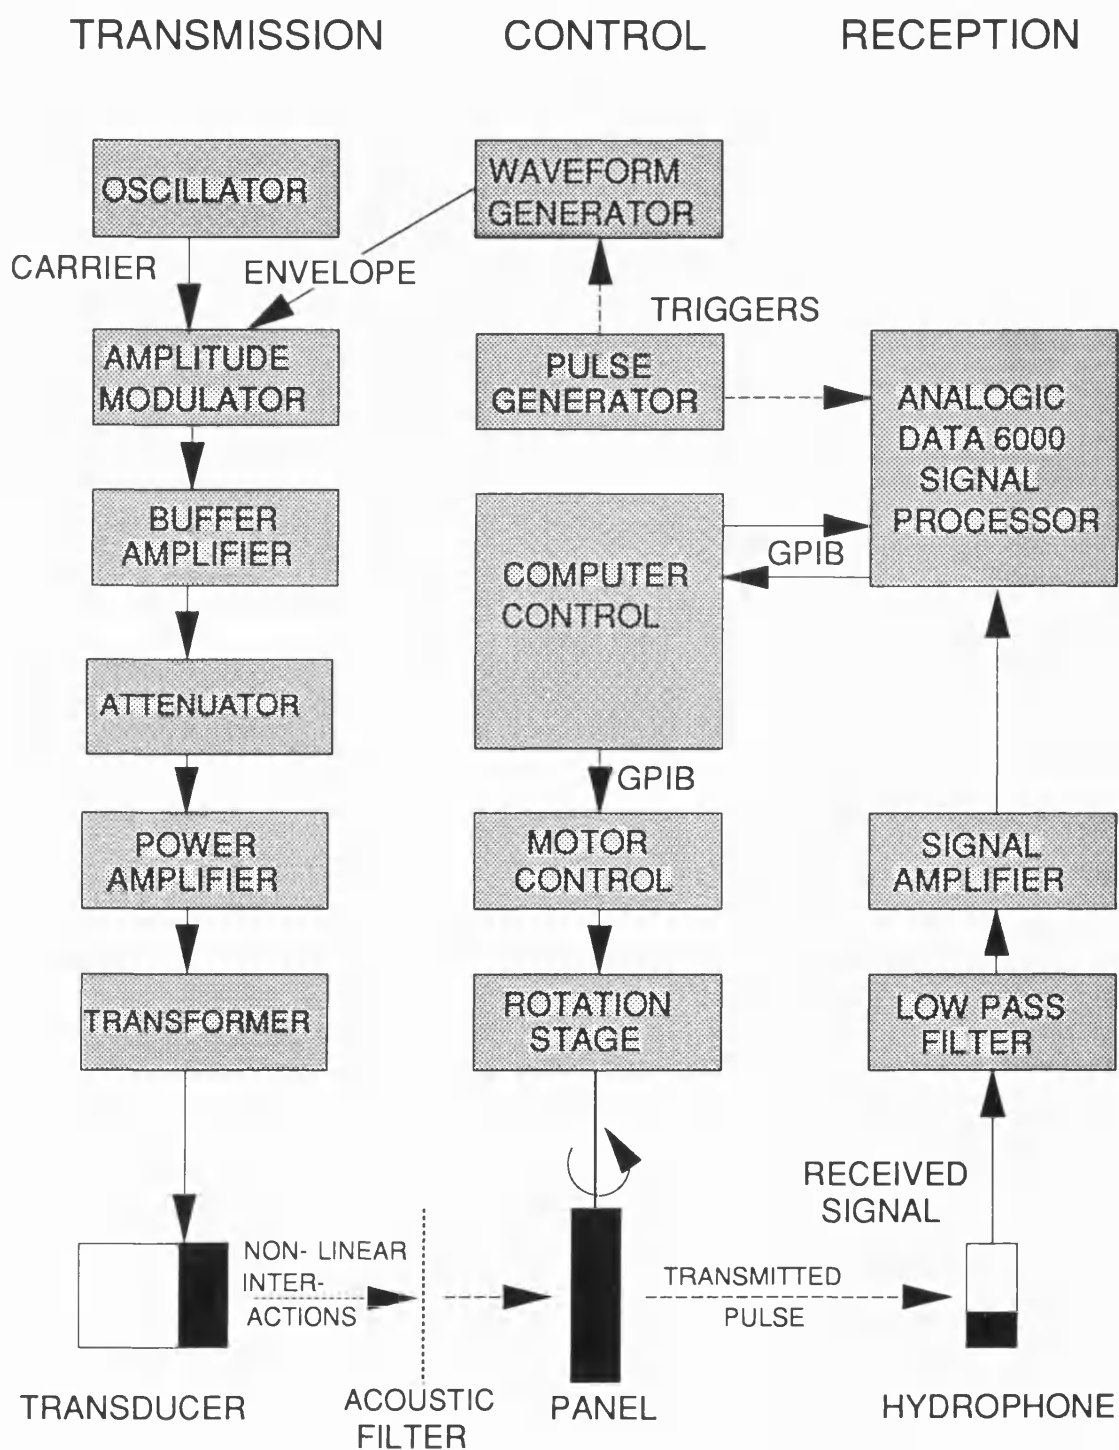 TRANSMISSION
CONTROL
RECEPTION
OSCILLATOR
WAVEFORM
GENERATOR
CARRIER
ENVELOPE
TRIGGERS
AMPLITUDE
MODULATOR
PULSE
GENERATOR
ANALOGIC
DATA 6000
SIGNAL
PROCESSOR
BUFFER
AMPLIFIER
COMPUTER
CONTROL
GPIB
ATTENUATOR
GPIB
POWER
AMPLIFIER
MOTOR
CONTROL
SIGNAL
AMPLIFIER
TRANSFORMER
ROTATION
STAGE
LOW PASS
FILTER
RECEIVED
SIGNAL
NON- LINEAR
INTER-
ACTIONS
TRANSMITTED
PULSE
TRANSDUCER
ACOUSTIC
FILTER
PANEL
HYDROPHONE